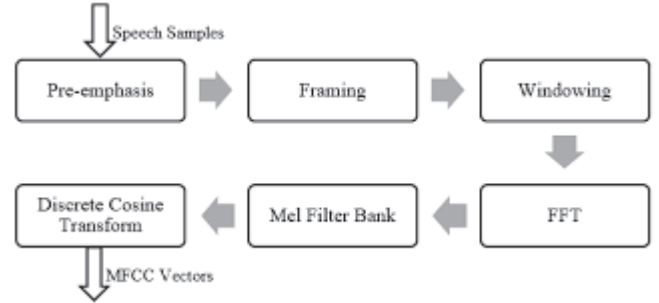 Speech Samples
Pre-emphasis
Framing
Windowing
FFT
Mel Filter Bank
Discrete Cosine
Transform
MFCC Vectors